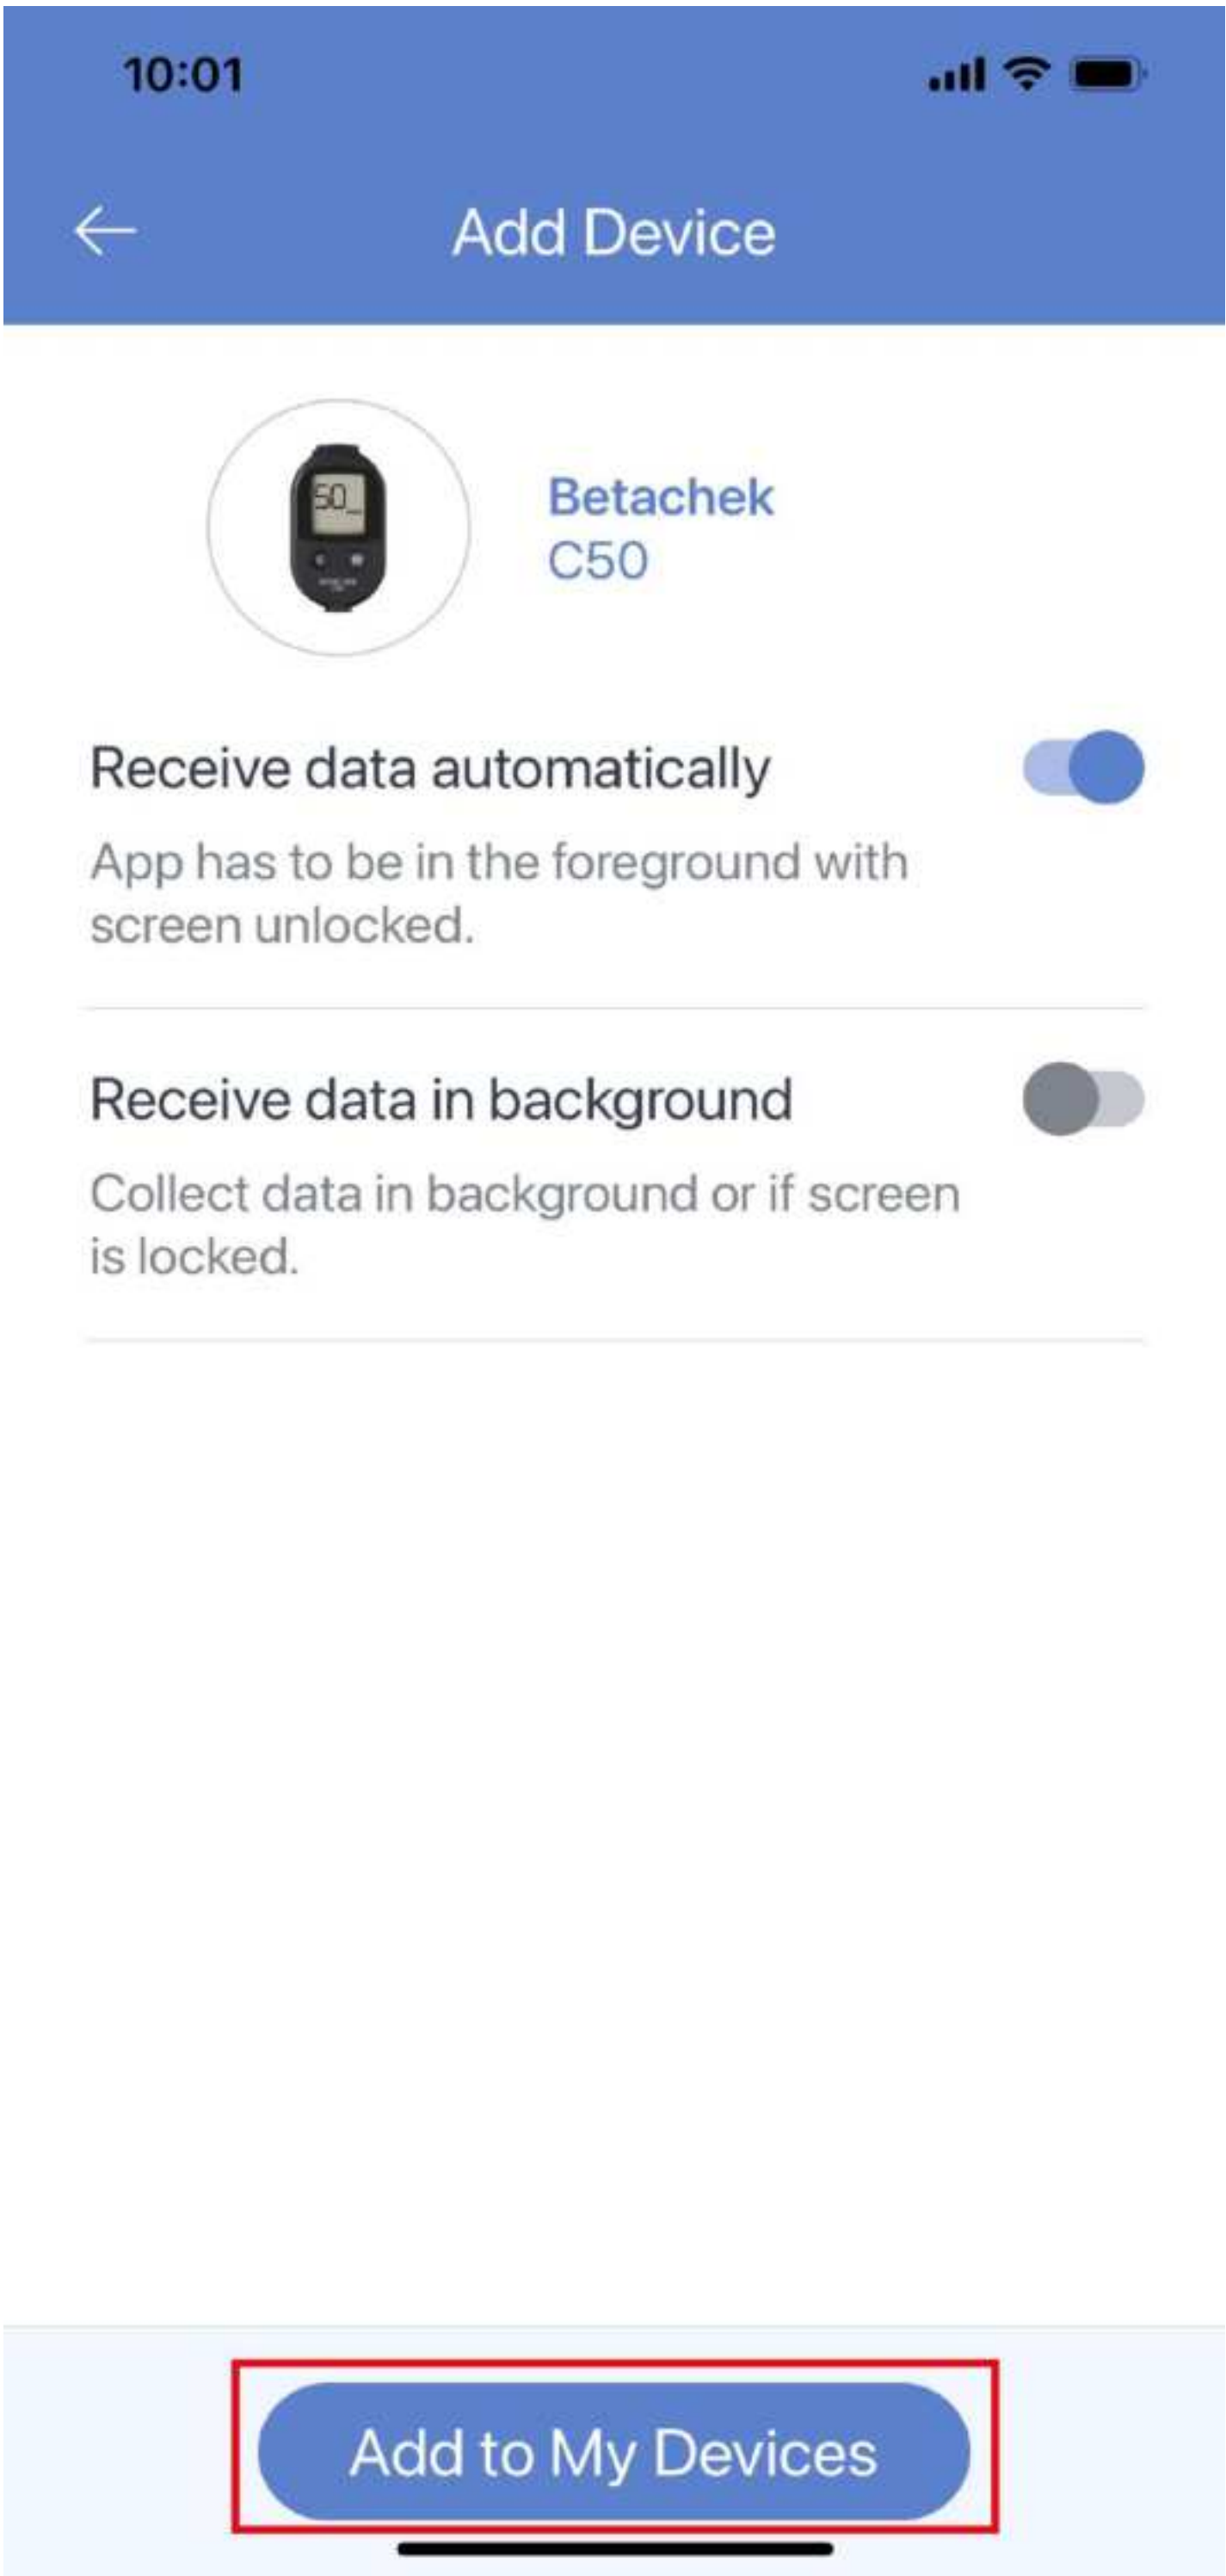 10:01
Add Device
50
Betachek
C50
Receive data automatically
App has to be in the foreground with
screen unlocked.
Receive data in background
Collect data in background or if screen
is locked.
Add to My Devices